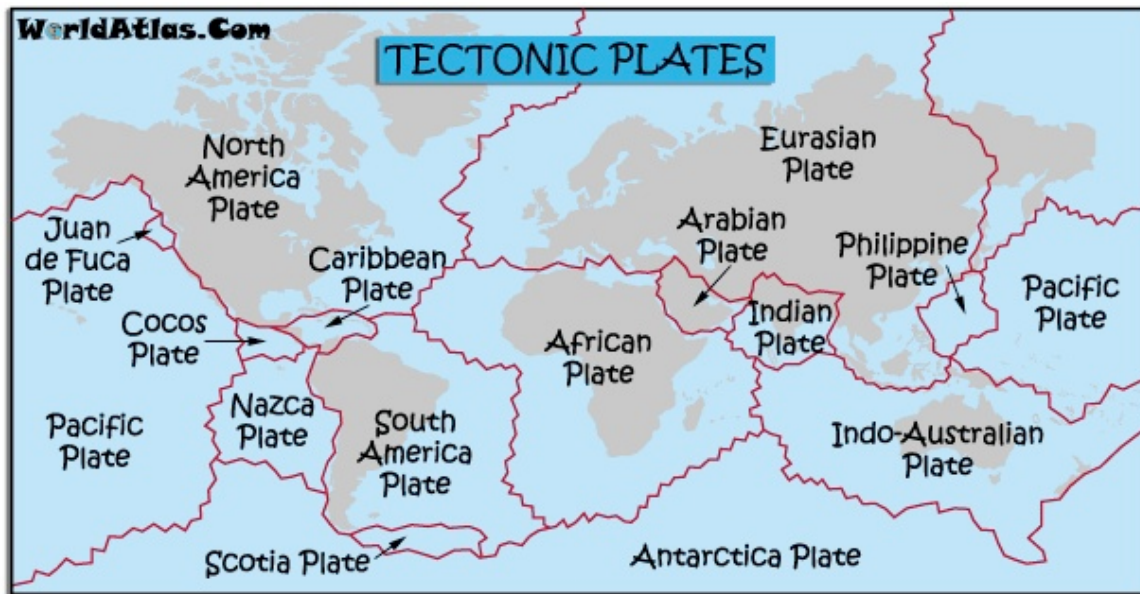 WorldAtlas.Com
TECTONIC PLATES
North
America
Plate
Eurasian
Plate
Juan
de Fuca
Plate
Caribbean
Plate
Arabian
Plate
Philippine
Plate
Pacific
Plate
Cocos
Plate
Indian
Plate
African
Plate
Nazca
Plate
South
America
Plate
Pacific
Plate
Indo-Australian
Plate
Scotia Plate
Antarctica Plate